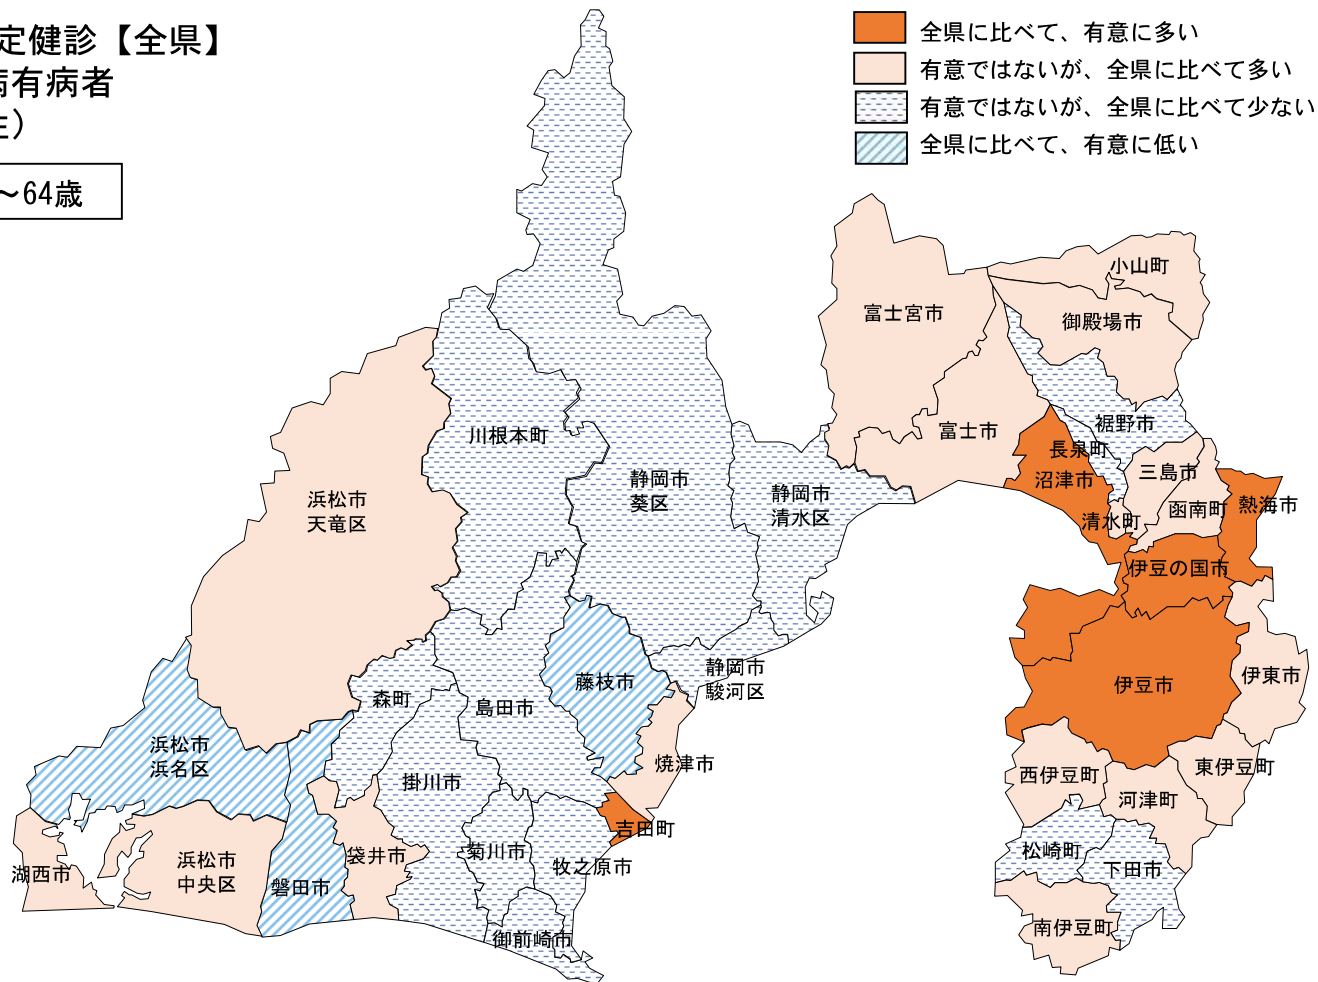 定健診【全県】
病有病者
性）
～64歳
全県に比べて、有意に多い
有意ではないが、全県に比べて多い
有意ではないが、全県に比べて少ない
全県に比べて、有意に低い
小山町
富士宮市
御殿場市
裾野市
富士市
川根本町
長泉町
三島市
沼津市
静岡市
葵区
静岡市
清水区
浜松市
天竜区
函南町
熱海市
清水町
伊豆の国市
静岡市
駿河区
藤枝市
伊豆市
伊東市
森町
島田市
浜松市
浜名区
焼津市
掛川市
西伊豆町
東伊豆町
河津町
吉田町
菊川市
袋井市
牧之原市
松崎町
下田市
湖西市
浜松市
中央区
磐田市
御前崎市
南伊豆町